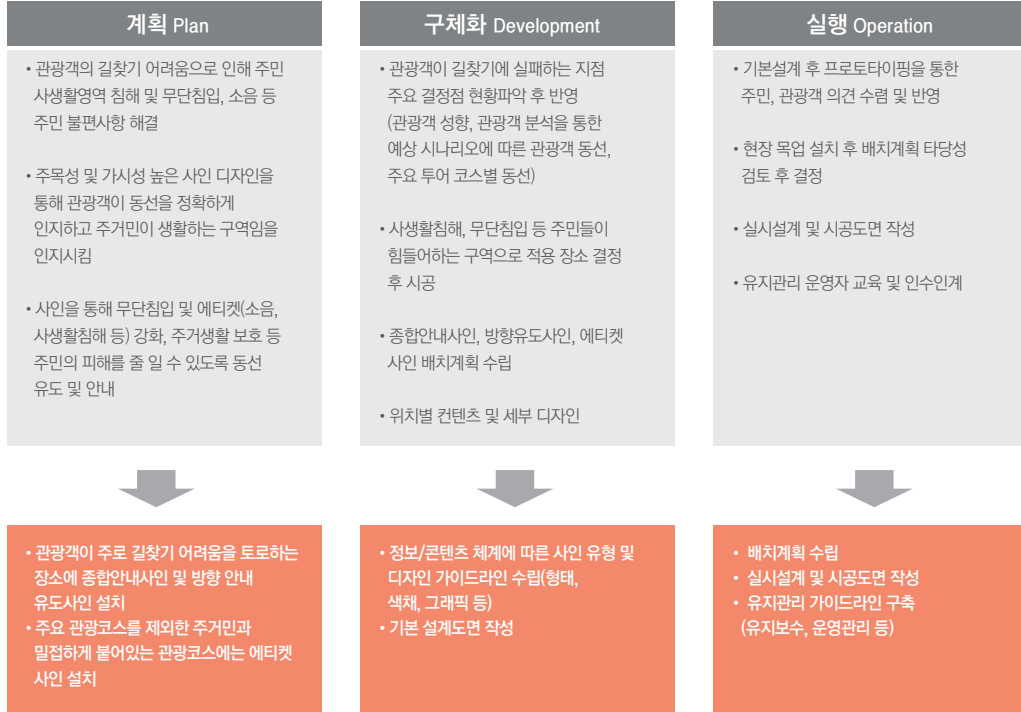 계획 Plan
• 관광객의 길찾기 어려움으로 인해 주민
사생활영역 침해 및 무단침입, 소음 등
주민 불편사항 해결
• 주목성 및 가시성 높은 사인 디자인을
통해 관광객이 동선을 정확하게
인지하고 주거민이 생활하는 구역임을
인지시킴
• 사인을 통해 무단침입 및 에티켓(소음,
사생활침해 등) 강화, 주거생활 보호 등
주민의 피해를 줄 일 수 있도록 동선
유도 및 안내
• 관광객이 주로 길찾기 어려움을 토로하는
장소에 종합안내사인 및 방향 안내
유도사인 설치
• 주요 관광코스를 제외한 주거민과
밀접하게 붙어있는 관광코스에는 에티켓
사인 설치
구체화 Development
• 관광객이 길찾기에 실패하는 지점
주요 결정점 현황파악 후 반영
(관광객 성향, 관광객 분석을 통한
예상 시나리오에 따른 관광객 동선,
주요 투어 코스별 동선)
• 사생활침해, 무단침입 등 주민들이
힘들어하는 구역으로 적용 장소 결정
후 시공
• 종합안내사인, 방향유도사인, 에티켓
사인 배치계획 수립
• 위치별 컨텐츠 및 세부 디자인
• 정보/콘텐츠 체계에 따른 사인 유형 및
디자인 가이드라인 수립(형태,
색채, 그래픽 등)
• 기본 설계도면 작성
실행 Operation
• 기본설계 후 프로토타이핑을 통한
주민, 관광객 의견 수렴 및 반영
• 현장 목업 설치 후 배치계획 타당성
검토 후 결정
• 실시설계 및 시공도면 작성
• 유지관리 운영자 교육 및 인수인계
• 배치계획 수립
• 실시설계 및 시공도면 작성
• 유지관리 가이드라인 구축
(유지보수, 운영관리 등)